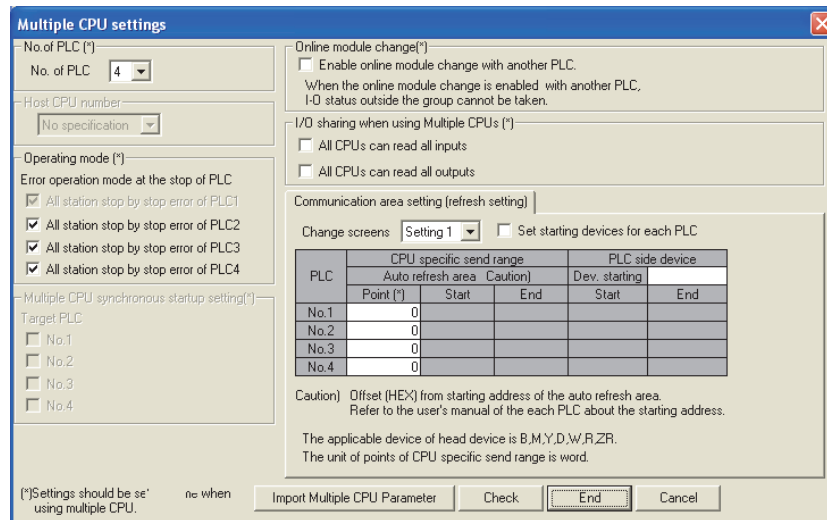 Multiple CPU settings
No.of PLC (*)
No. of PLC 4
Host CPU number
No specification
Operating mode (*)
Error operation mode at the stop of PLC
All station stop by stop error of PLC1
All station stop by stop error of PLC2
All station stop by stop error of PLC3
All station stop by stop error of PLC4
Multiple CPU synchronous startup setting(*)
Target PLC
No.1
No.2
No.3
No.4
Online module change(*)
Enable online module change with another PLC.
When the online module change is enabled with another PLC,
I-O status outside the group cannot be taken.
I/O sharing when using Multiple CPUs (*)
All CPUs can read all inputs
All CPUs can read all outputs
Communication area setting (refresh setting)
Change screens Setting 1 Set starting devices for each PLC
PLC CPU specific send range PLC side device
Auto refresh area Caution) Dev. starting
Point (*) Start End Start End
No.1 0
No.2 0
No.3 0
No.4 0
Caution) Offset (HEX) from starting address of the auto refresh area.
Refer to the user's manual of the each PLC about the starting address.
The applicable device of head device is B,M,Y,D,W,R,ZR.
The unit of points of CPU specific send range is word.
(*)Settings should be when
using multiple CPU.
Import Multiple CPU Parameter Check End Cancel